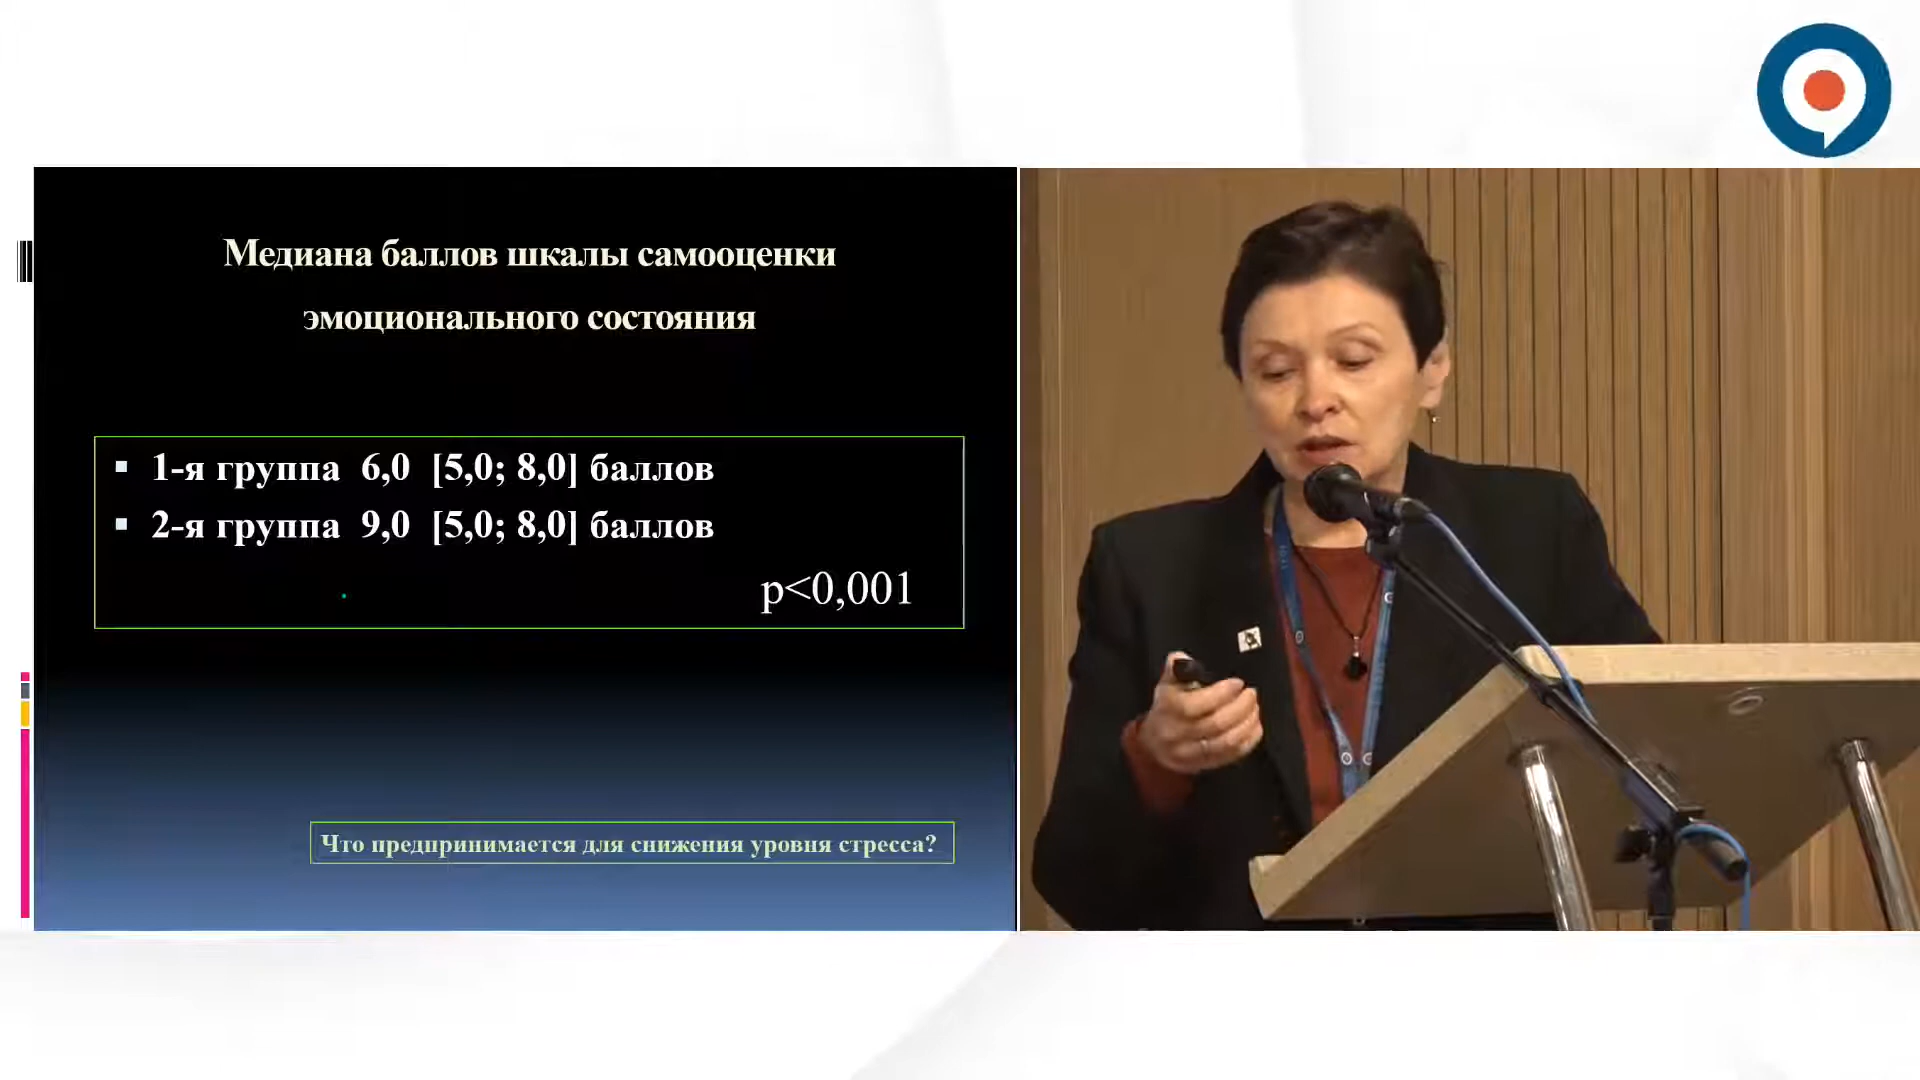 Медиана баллов шкалы самооценки
эмоционального состояния
1-я группа 6,0 [5,0; 8,0] баллов
2-я группа 9,0 [5,0; 8,0] баллов
p<0,001
Что предпринимается для снижения уровня стресса?